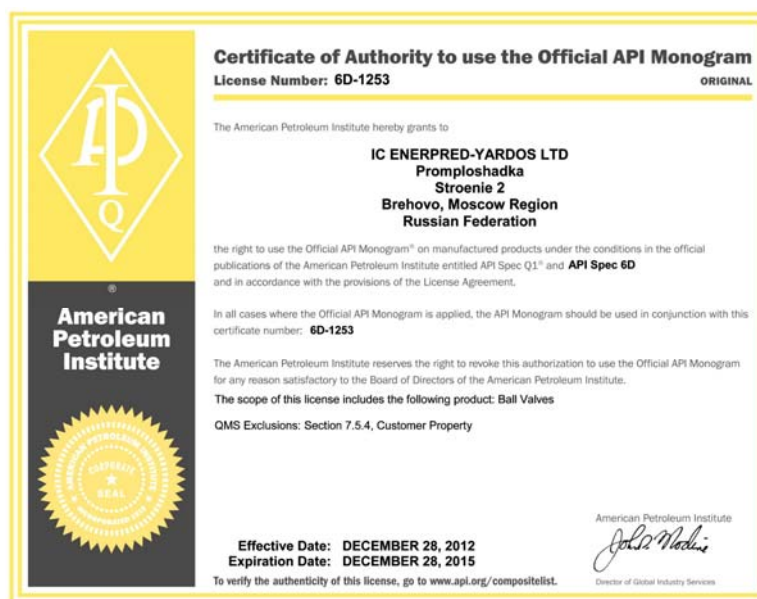 Certificate of Authority to use the Official API Monogram
License Number: 6D-1253
ORIGINAL
The American Petroleum Institute hereby grants to
IC ENERPRED-YARDOS LTD
Promploshadka
Stroenie 2
Brehovo, Moscow Region
Russian Federation
the right to use the Official API Monogram® on manufactured products under the conditions in the official
publications of the American Petroleum Institute entitled API Spec Q1® and API Spec 6D
and in accordance with the provisions of the License Agreement.
In all cases where the Official API Monogram is applied, the API Monogram should be used in conjunction with this
certificate number: 6D-1253
The American Petroleum Institute reserves the right to revoke this authorization to use the Official API Monogram
for any reason satisfactory to the Board of Directors of the American Petroleum Institute.
The scope of this license includes the following product: Ball Valves
QMS Exclusions: Section 7.5.4, Customer Property
Effective Date: DECEMBER 28, 2012
Expiration Date: DECEMBER 28, 2015
To verify the authenticity of this license, go to www.api.org/compositelist.
American Petroleum Institute
Director of Global Industry Services
API
Q
®
American
Petroleum
Institute
AMERICAN PETROLEUM INSTITUTE
CORPORATE
SEAL